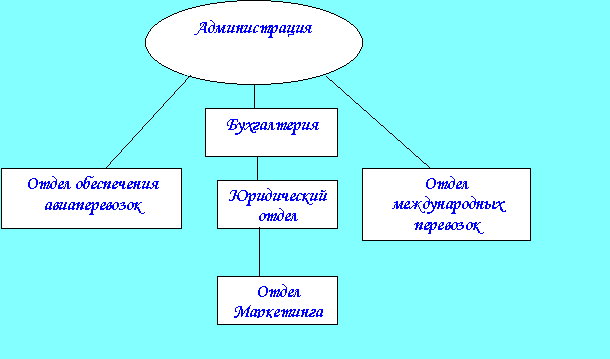 Администрация
Бухгалтерия
Отдел обеспечения
авиаперевозок
Юридический
отдел
Отдел
международных
перевозок
Отдел
Маркетинга